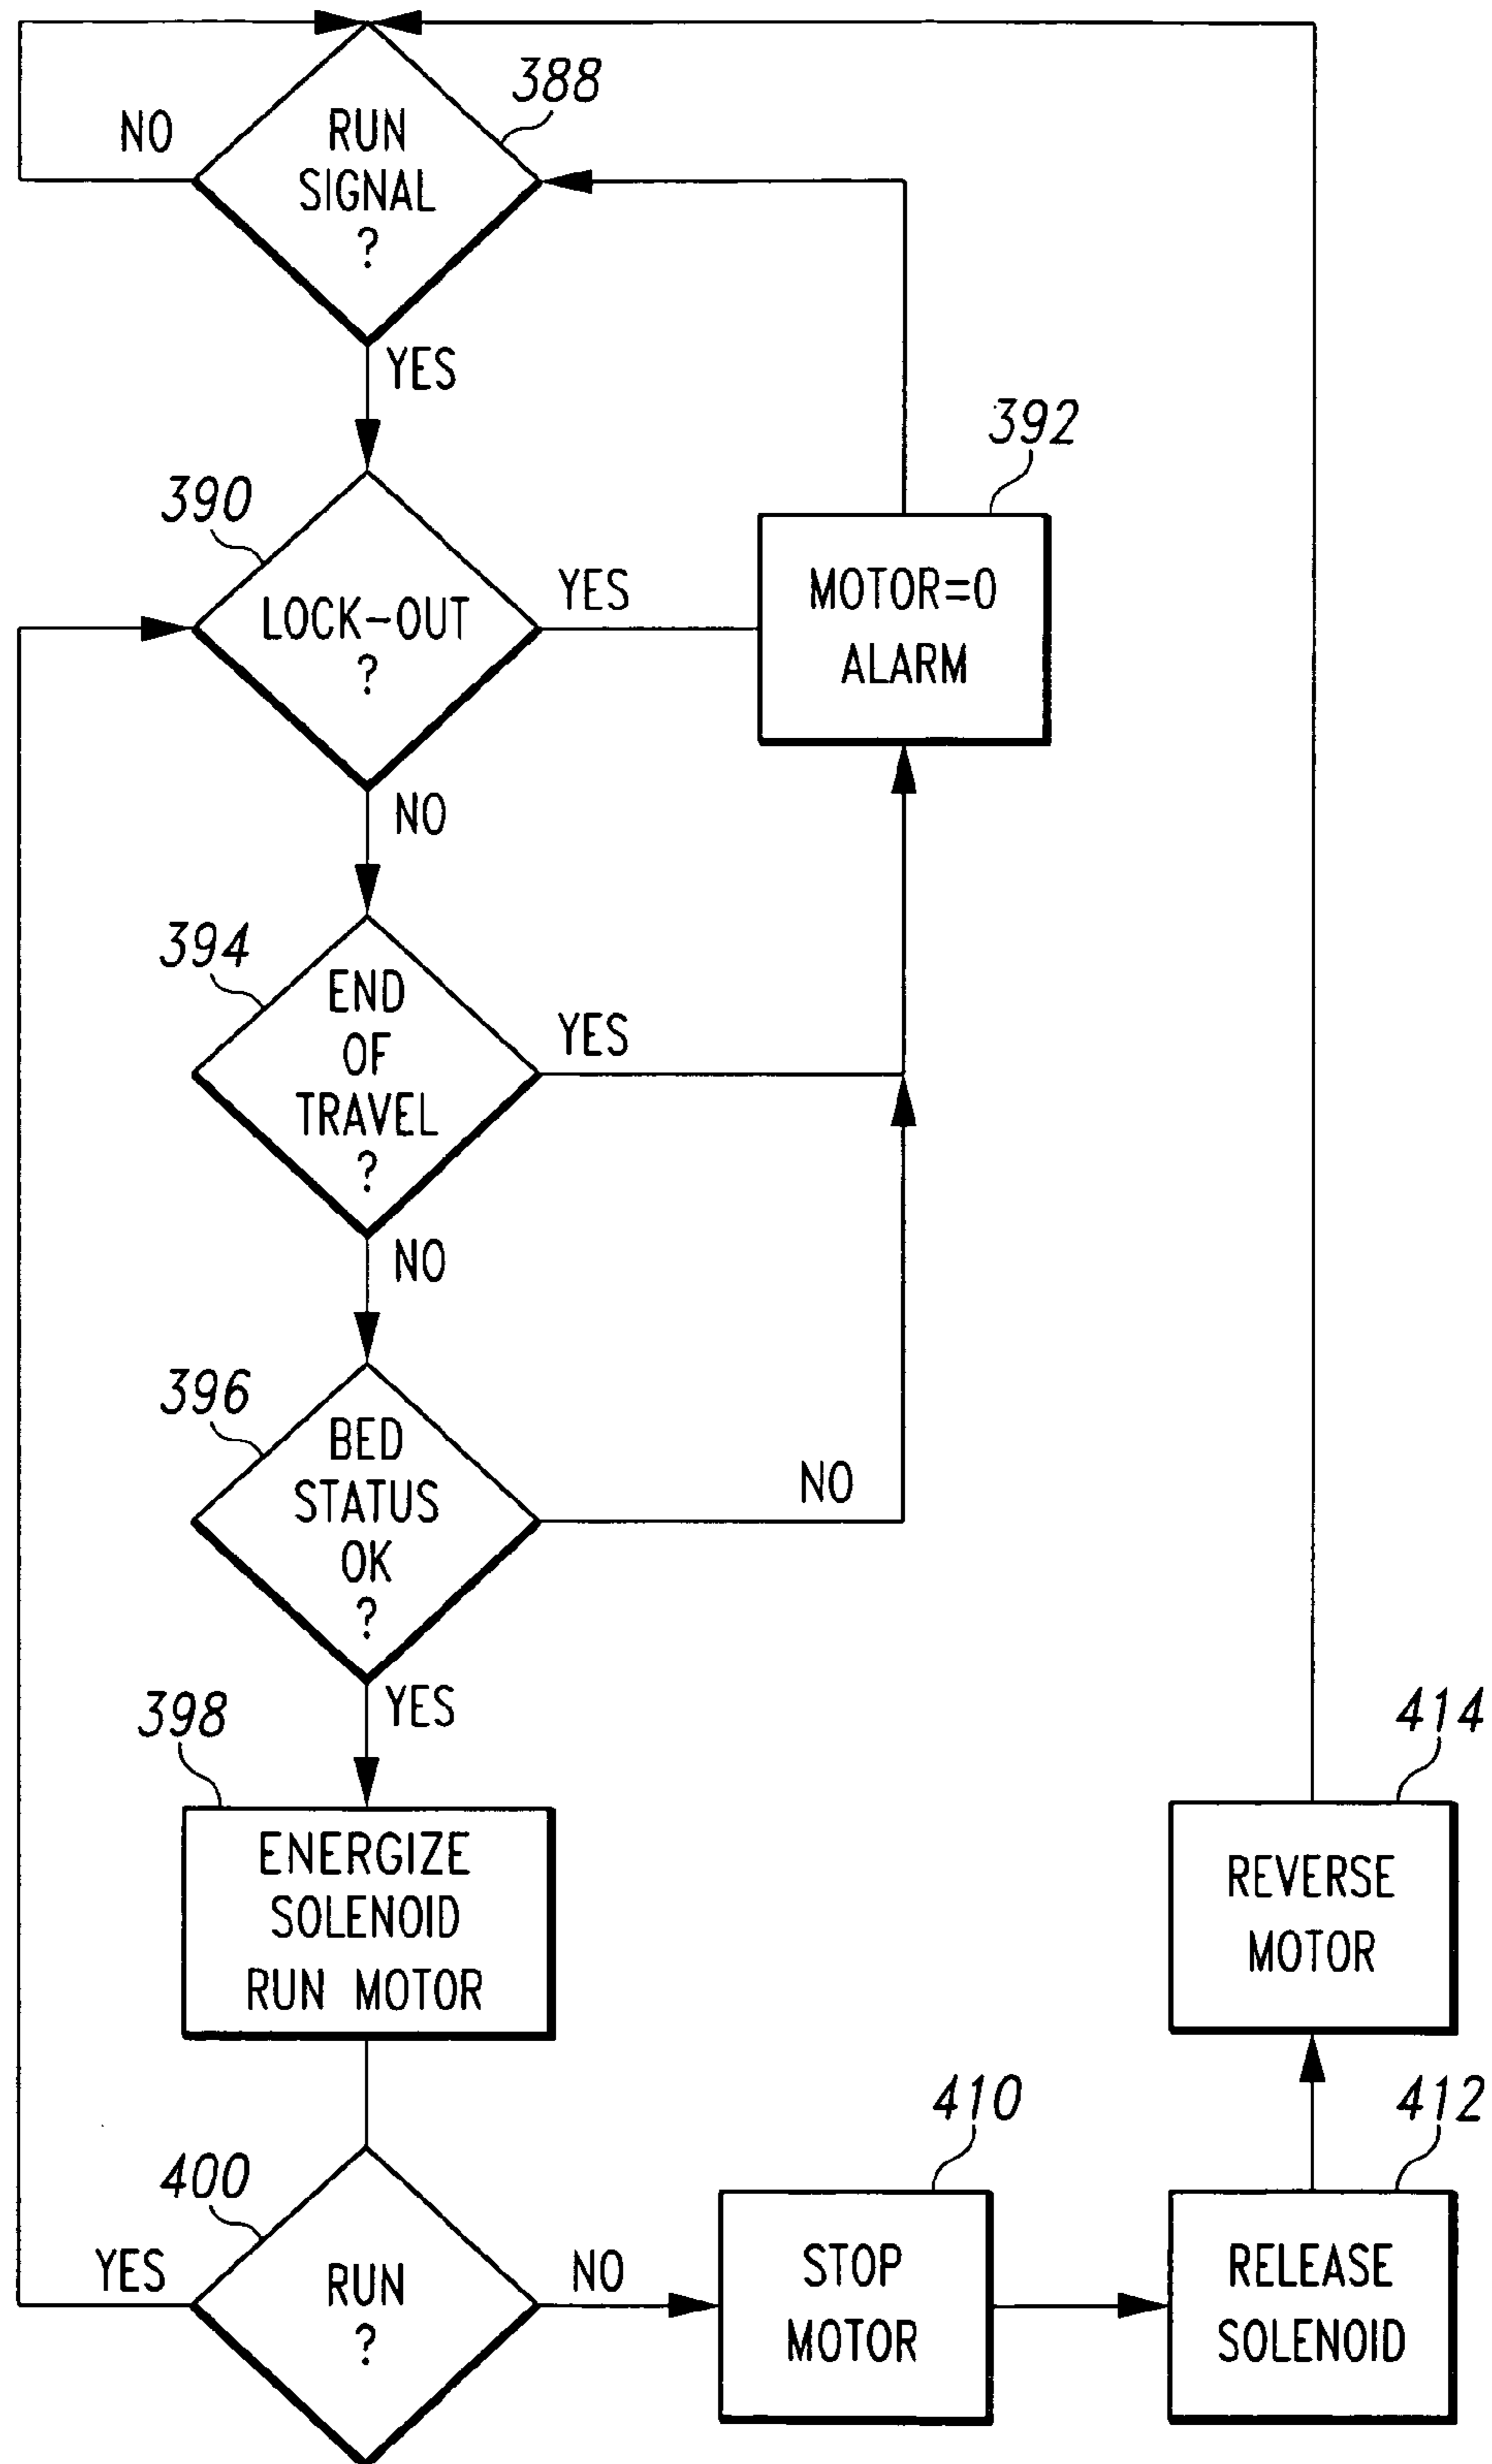 388
NO
RUN
SIGNAL
?
YES
392
390
LOCK-OUT
?
YES
MOTOR=0
ALARM
NO
394
END
OF
TRAVEL
?
YES
NO
396
BED
STATUS
OK
?
NO
YES
398
ENERGIZE
SOLENOID
RUN MOTOR
414
REVERSE
MOTOR
400
YES
RUN
?
NO
410
STOP
MOTOR
412
RELEASE
SOLENOID